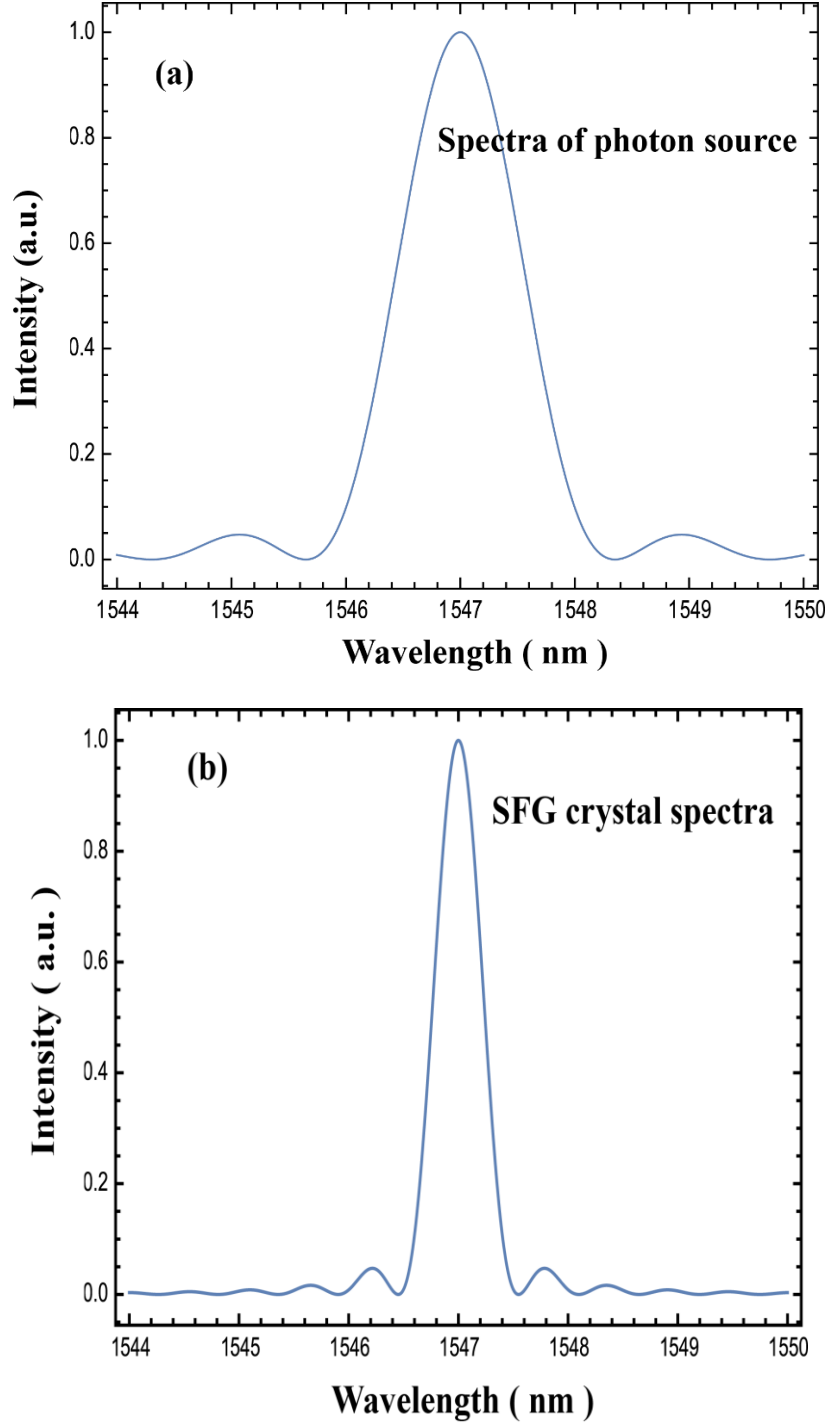 (a)
Spectra of photon source
Intensity (a.u.)
1.0
0.8
0.6
0.4
0.2
0.0
1544 1545 1546 1547 1548 1549 1550
Wavelength ( nm )
(b)
SFG crystal spectra
Intensity ( a.u. )
1.0
0.8
0.6
0.4
0.2
0.0
1544 1545 1546 1547 1548 1549 1550
Wavelength ( nm )